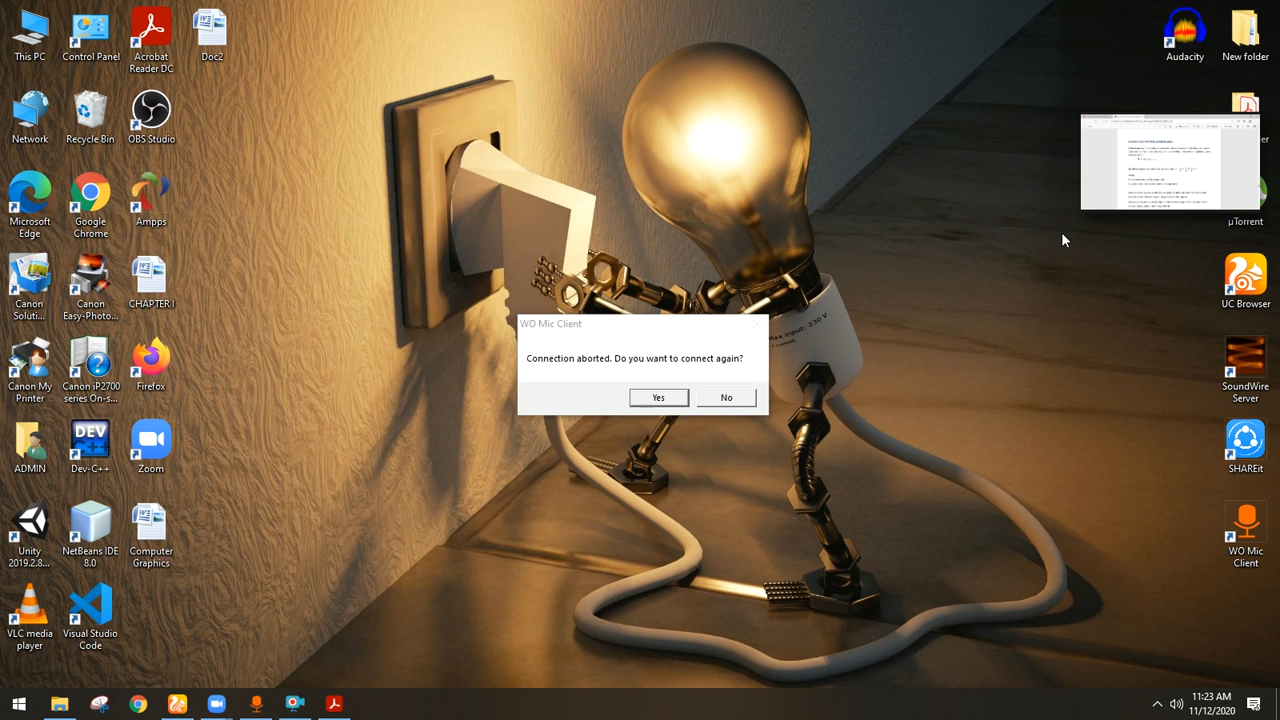 This PC
Control Panel
Acrobat
Reader DC
Doc2
Network
Recycle Bin
OBS Studio
Microsoft
Edge
Google
Chrome
Ampps
Canon
Soluti...
Canon
Easy-Photo...
CHAPTER I
Canon My
Printer
Canon iP2700
series On-s...
Firefox
ADMIN
Dev-C++
Zoom
Unity
2019.2.8...
NetBeans IDE
8.0
Computer
Graphics
VLC media
player
Visual Studio
Code
Max Input: 230 V
WO Mic Client
Connection aborted. Do you want to connect again?
Yes
No
Audacity
New folder
µTorrent
UC Browser
SoundWire
Server
SHAREit
WO Mic
Client
11:23 AM
11/12/2020